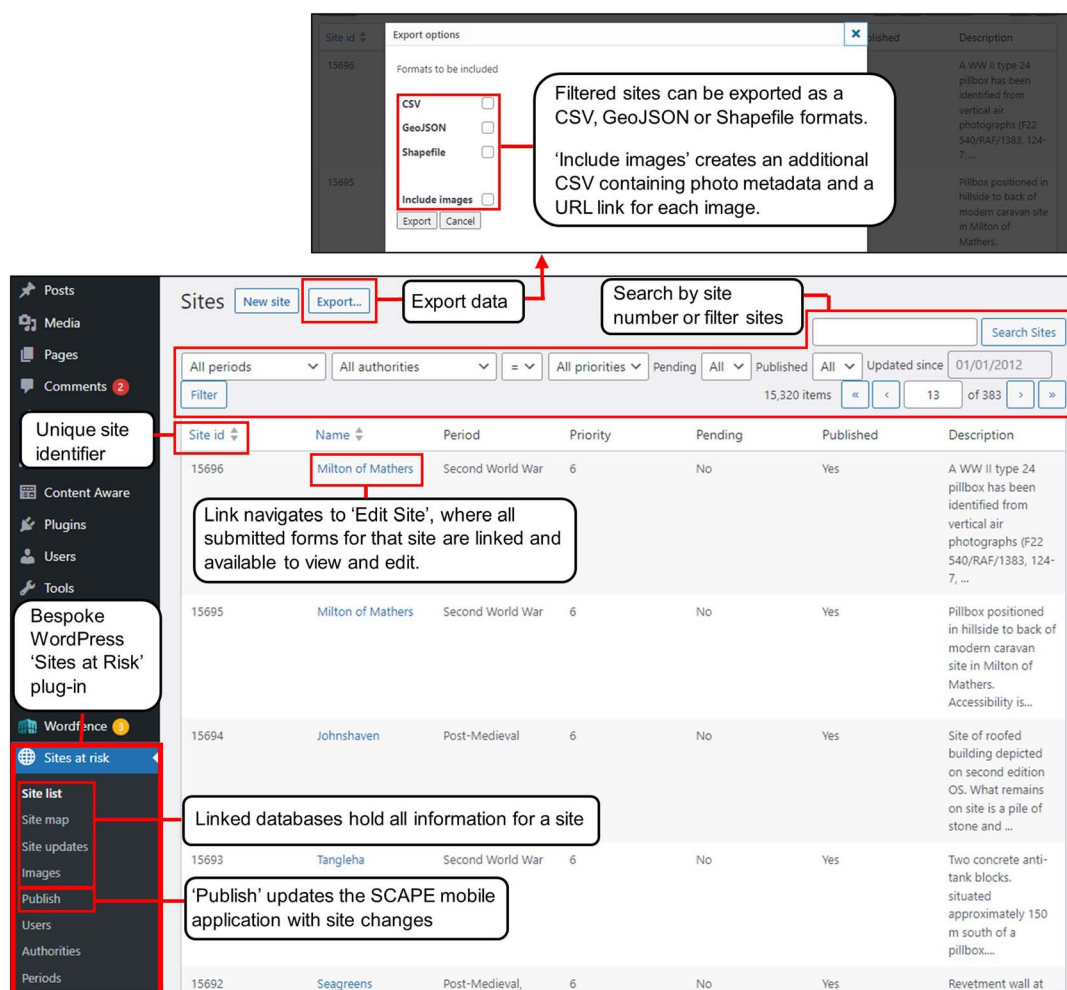 Site id
Export options
Published
Description
15696
Formats to be included
CSV
GeoJSON
Shapefile
Include images
Export
Cancel
Filtered sites can be exported as a
CSV, GeoJSON or Shapefile formats.
‘Include images’ creates an additional
CSV containing photo metadata and a
URL link for each image.
A WW II type 24
pillbox has been
identified from
vertical air
photographs (F22
540/RAF/1383, 124-
7, ...
15695
Pillbox positioned in
hillside to back of
modern caravan site
in Milton of
Mathers.
Posts
Media
Pages
Comments 2
Content Aware
Plugins
Users
Tools
Wordfence 3
Sites at risk
Site list
Site map
Site updates
Images
Publish
Users
Authorities
Periods
Unique site
identifier
Bespoke
WordPress
‘Sites at Risk’
plug-in
Sites New site Export...
Export data
Search by site
number or filter sites
Search Sites
All periods All authorities = All priorities Pending All Published All Updated since 01/01/2012
Filter 15,320 items « ‹ 13 of 383 › »
Site id Name Period Priority Pending Published Description
15696 Milton of Mathers Second World War 6 No Yes A WW II type 24
pillbox has been
identified from
vertical air
photographs (F22
540/RAF/1383, 124-
7, ...
Link navigates to ‘Edit Site’, where all
submitted forms for that site are linked and
available to view and edit.
15695 Milton of Mathers Second World War 6 No Yes Pillbox positioned
in hillside to back of
modern caravan
site in Milton of
Mathers.
Accessibility is...
15694 Johnshaven Post-Medieval 6 No Yes Site of roofed
building depicted
on second edition
OS. What remains
on site is a pile of
stone and ...
Linked databases hold all information for a site
15693 Tangleha Second World War 6 No Yes Two concrete anti-
tank blocks.
situated
approximately 150
m south of a
pillbox....
‘Publish’ updates the SCAPE mobile
application with site changes
15692 Seagreens Post-Medieval, 6 No Yes Revetment wall at